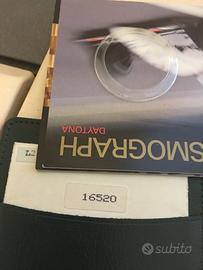 SMOGRAPH
DAYTONA
16520
subito